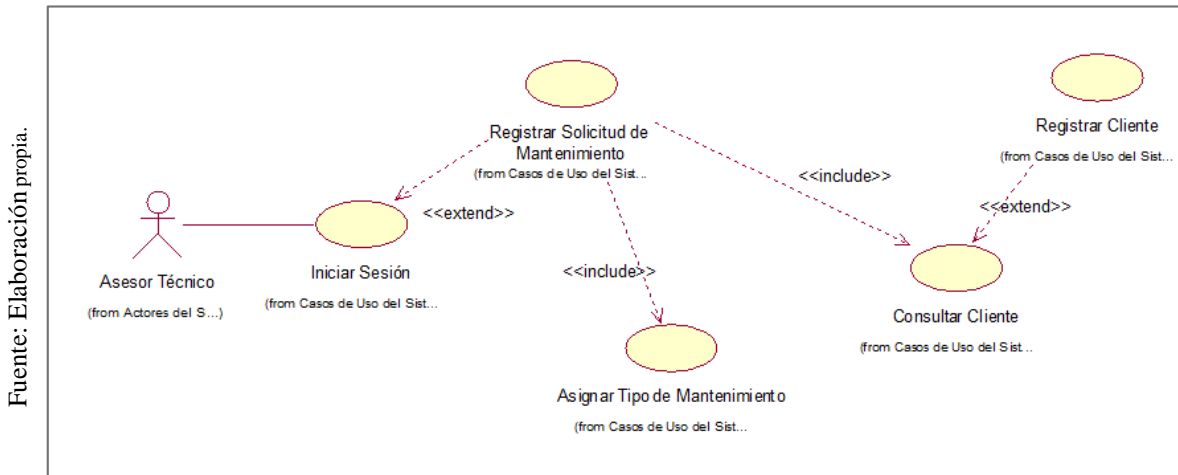 Fuente: Elaboración propia.
Registrar Solicitud de
Mantenimiento
(from Casos de Uso del Sist...
Registrar Cliente
(from Casos de Uso del Sist...
<<include>>
<<extend>>
<<extend>>
Asesor Técnico
(from Actores del S...)
Iniciar Sesión
(from Casos de Uso del Sist...
<<include>>
Consultar Cliente
(from Casos de Uso del Sist...
Asignar Tipo de Mantenimiento
(from Casos de Uso del Sist...